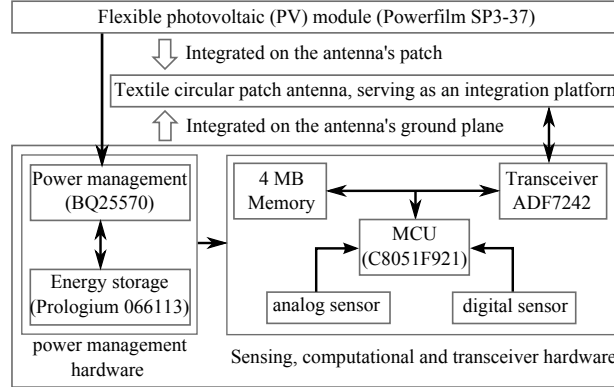 Flexible photovoltaic (PV) module (Powerfilm SP3-37)
Integrated on the antenna's patch
Textile circular patch antenna, serving as an integration platform
Integrated on the antenna's ground plane
Power management
(BQ25570)
Energy storage
(Prologium 066113)
power management
hardware
4 MB
Memory
Transceiver
ADF7242
MCU
(C8051F921)
analog sensor
digital sensor
Sensing, computational and transceiver hardware